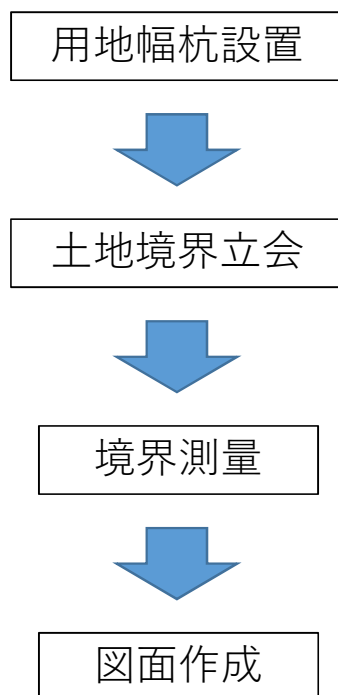 用地幅杭設置
土地境界立会
境界測量
図面作成